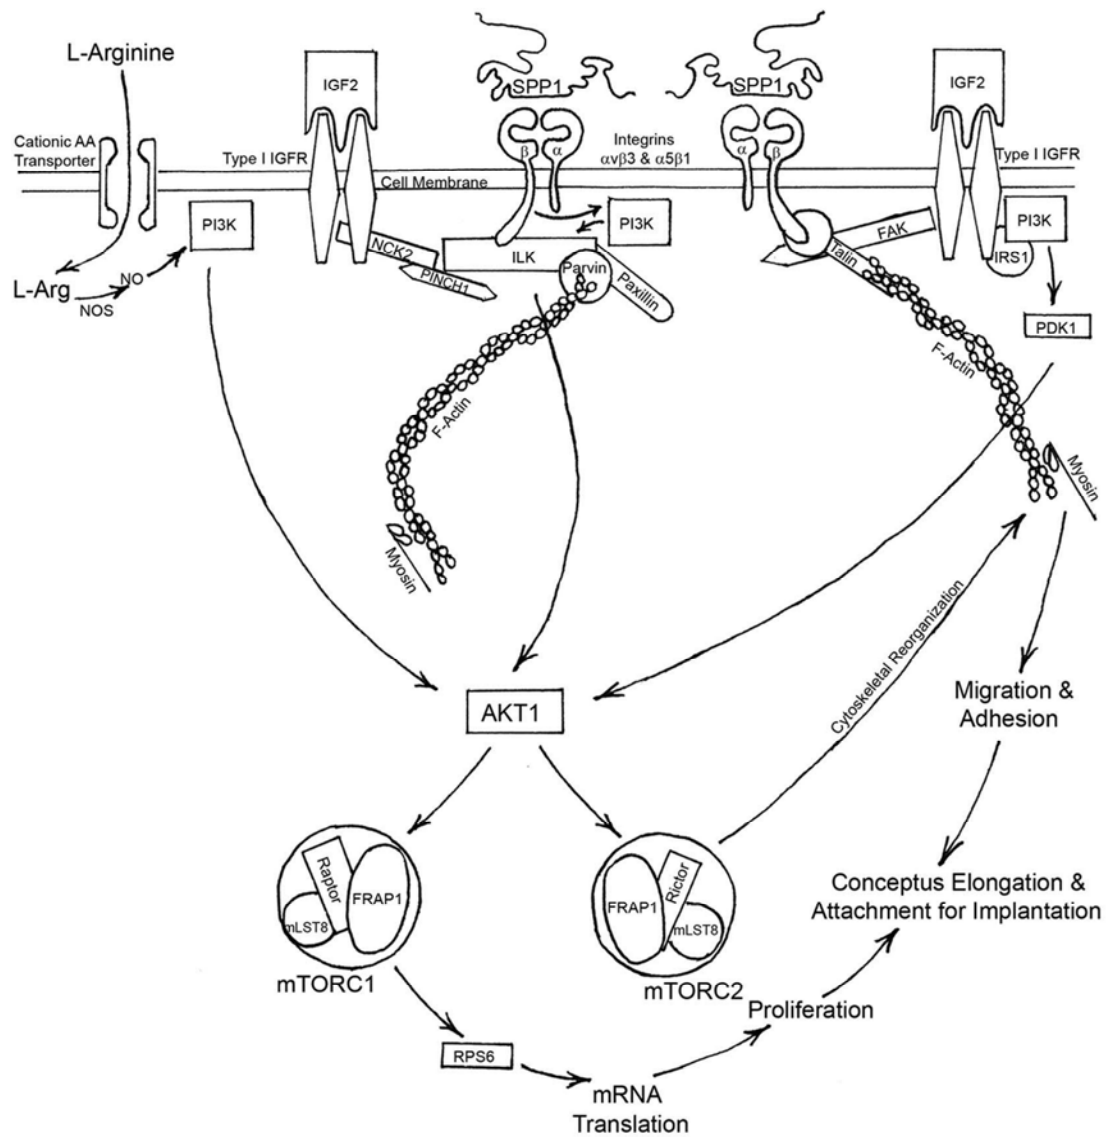 L-Arginine
IGF2
SPP1
SPP1
IGF2
Cationic AA
Transporter
Type I IGFR
β
α
Integrins
αvβ3 & α5β1
α
β
Type I IGFR
Cell Membrane
PI3K
PI3K
PI3K
NCK2
ILK
FAK
Talin
IRS1
L-Arg
NO
NOS
PINCH1
Parvin
Paxillin
PDK1
F-Actin
F-Actin
Myosin
Myosin
AKT1
Cytoskeletal Reorganization
Migration &
Adhesion
Raptor
FRAP1
mLST8
mTORC1
FRAP1
Rictor
mLST8
mTORC2
Conceptus Elongation &
Attachment for Implantation
Proliferation
RPS6
mRNA
Translation